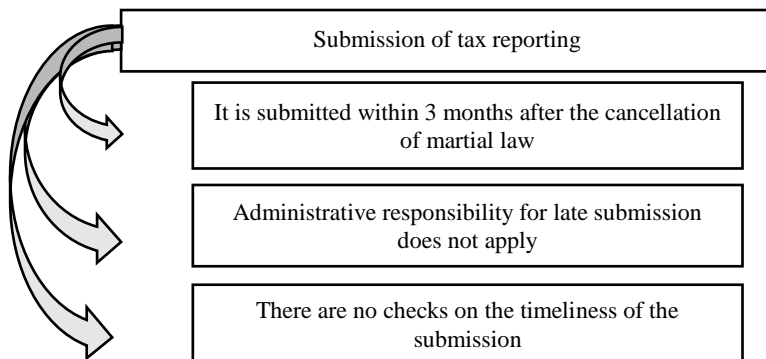 Submission of tax reporting
It is submitted within 3 months after the cancellation
of martial law
Administrative responsibility for late submission
does not apply
There are no checks on the timeliness of the
submission